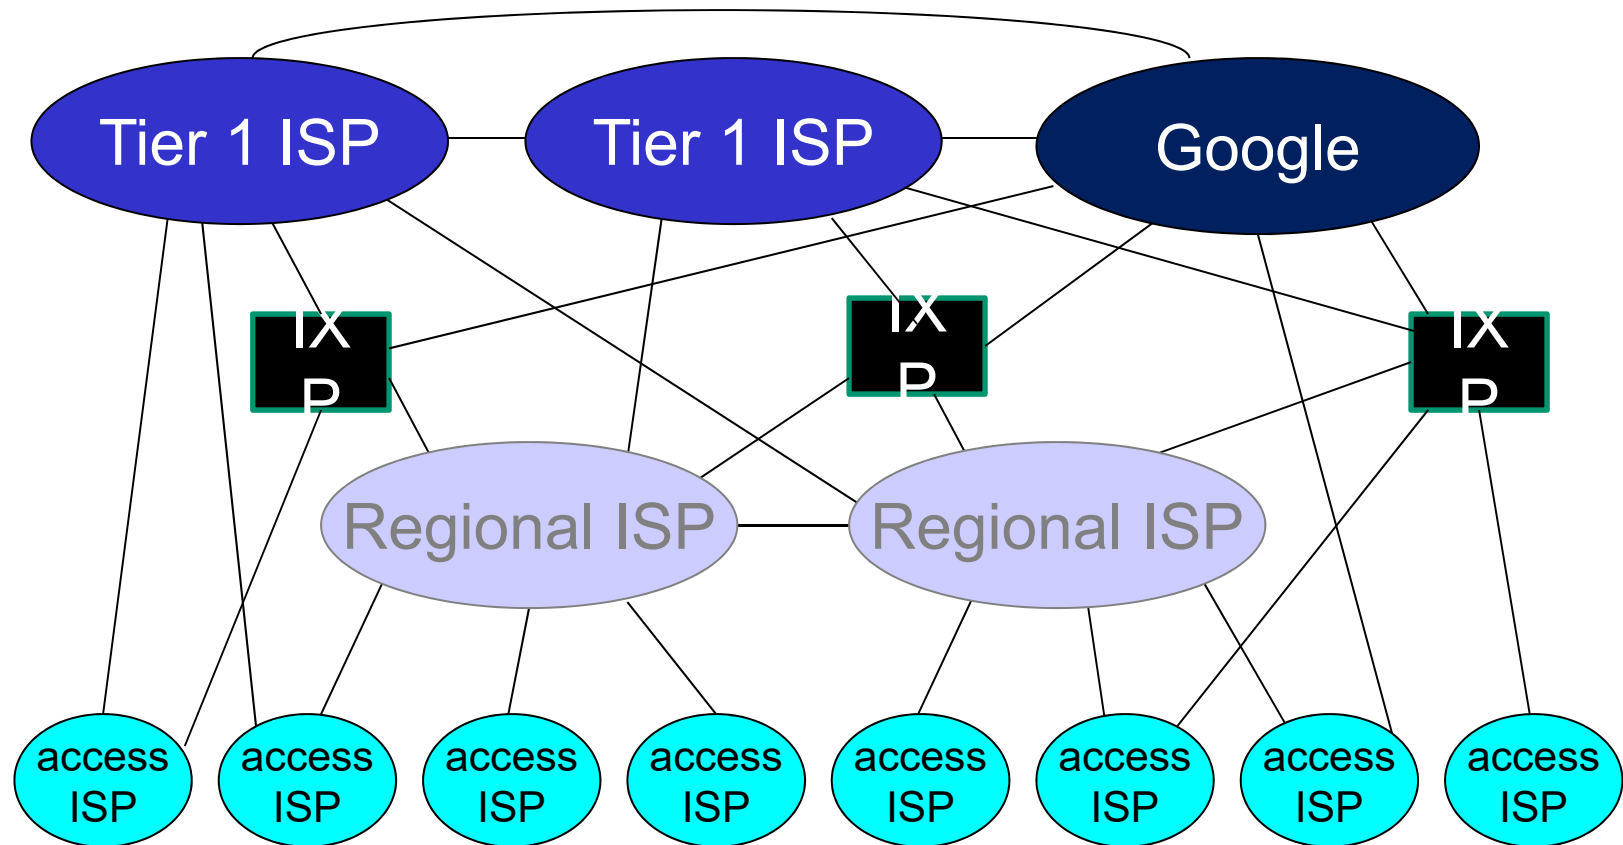 Tier 1 ISP
Tier 1 ISP
Google
IX
P
IX
P
IX
P
Regional ISP
Regional ISP
access
ISP
access
ISP
access
ISP
access
ISP
access
ISP
access
ISP
access
ISP
access
ISP